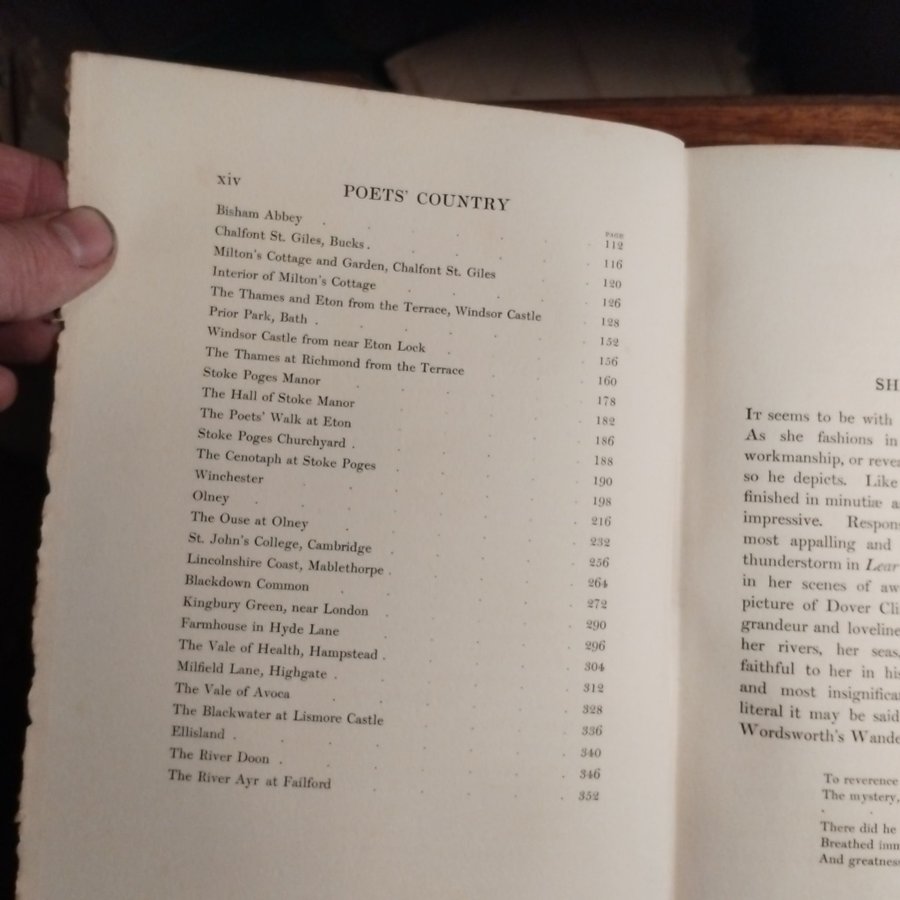 xiv
POETS' COUNTRY
PAGE
Bisham Abbey . . . . . 112
Chalfont St. Giles, Bucks . . . . 116
Milton's Cottage and Garden, Chalfont St. Giles . 120
Interior of Milton's Cottage . . . . 126
The Thames and Eton from the Terrace, Windsor Castle . 128
Prior Park, Bath . . . . . 152
Windsor Castle from near Eton Lock . . . 156
The Thames at Richmond from the Terrace . . 160
Stoke Poges Manor . . . . . 178
The Hall of Stoke Manor . . . . 182
The Poets' Walk at Eton . . . . 186
Stoke Poges Churchyard . . . . 188
The Cenotaph at Stoke Poges . . . . 190
Winchester . . . . . 198
Olney . . . . . 216
The Ouse at Olney . . . . . 232
St. John's College, Cambridge . . . . 256
Lincolnshire Coast, Mablethorpe . . . . 264
Blackdown Common . . . . . 272
Kingbury Green, near London . . . . 290
Farmhouse in Hyde Lane . . . . 296
The Vale of Health, Hampstead . . . . 304
Milfield Lane, Highgate . . . . 312
The Vale of Avoca . . . . . 328
The Blackwater at Lismore Castle . . . 336
Ellisland . . . . . 340
The River Doon . . . . . 346
The River Ayr at Failford . . . . 352
SH
IT seems to be with
As she fashions in
workmanship, or
so he depicts. Like
finished in minutiæ
impressive.
most appalling and
thunderstorm in Lear
in her scenes of
picture of Dover
grandeur and
her rivers, her seas,
faithful to her in
and most
literal it may be said
Wordsworth's
To reverence
The mystery,
There did he
Breathed
And